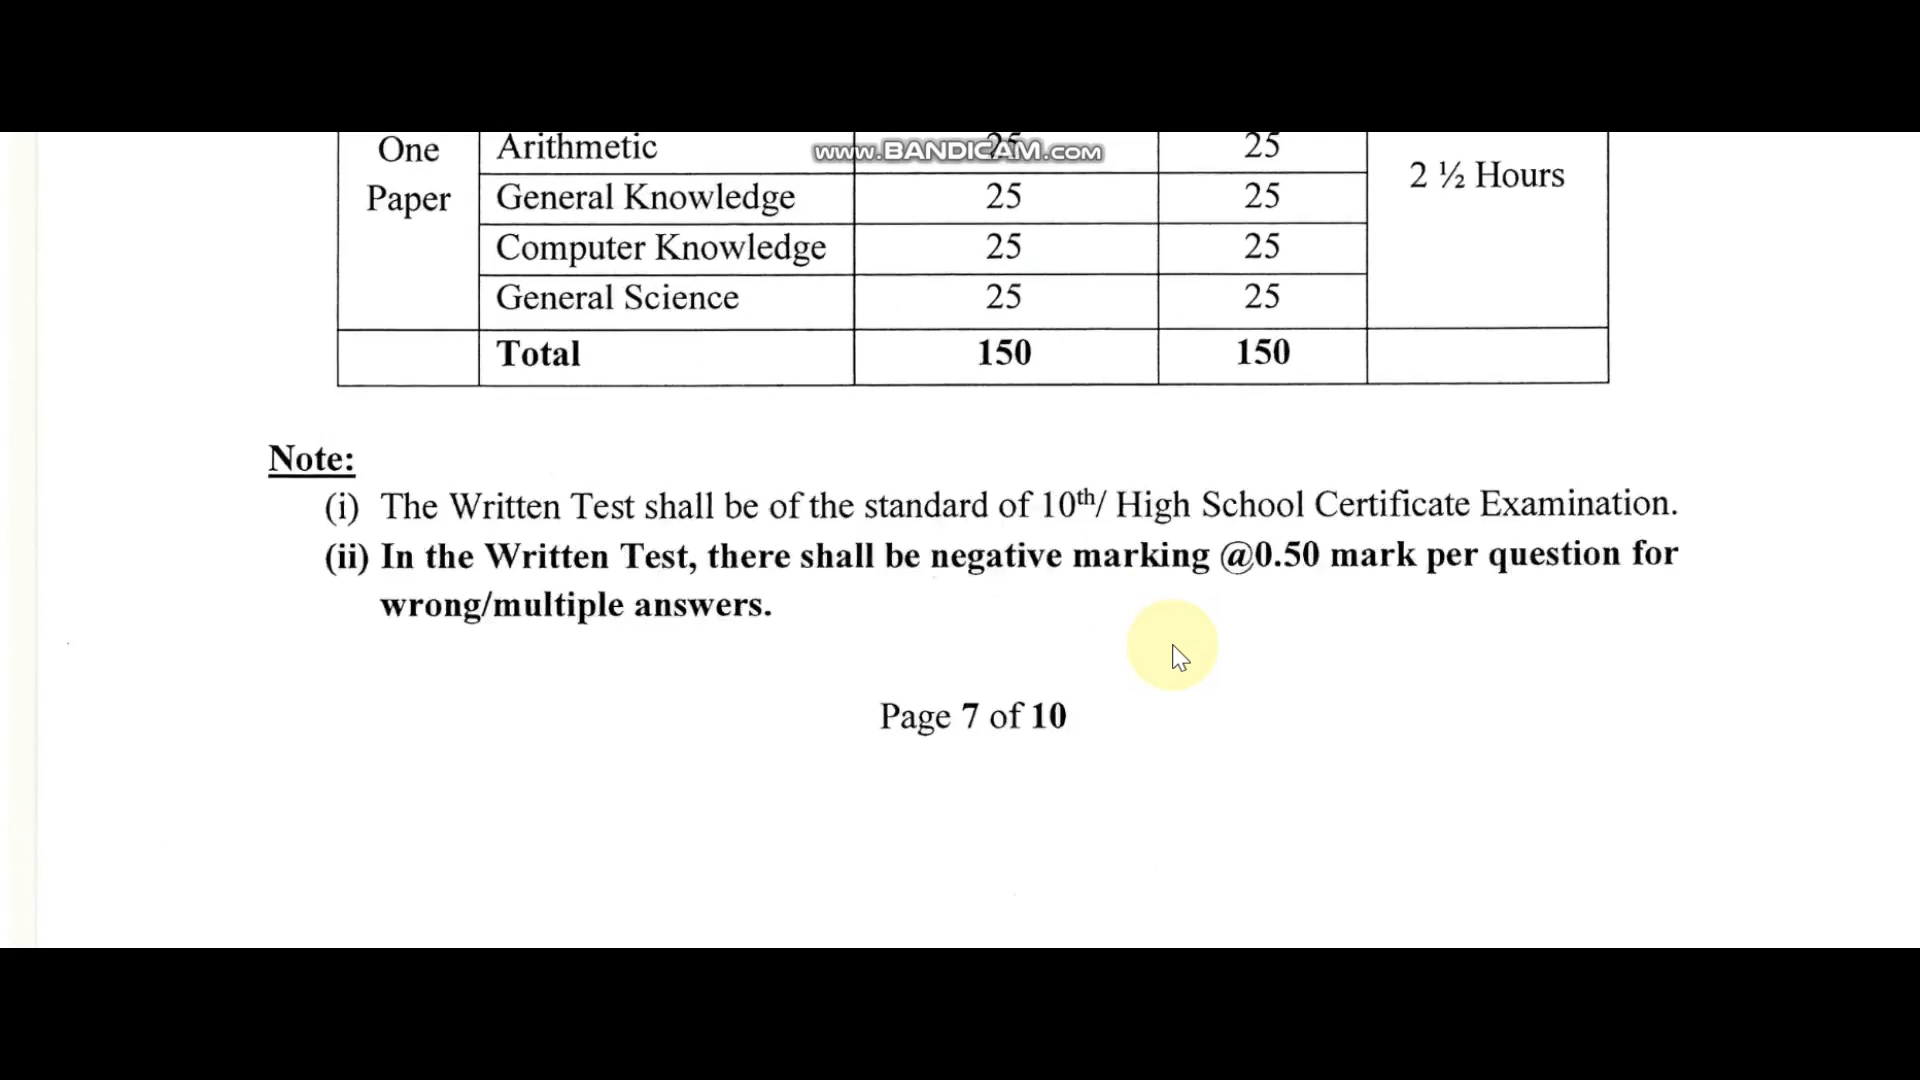 One Paper Arithmetic 25 25 2 ½ Hours
www.BANDICAM.com
General Knowledge 25 25
Computer Knowledge 25 25
General Science 25 25
Total 150 150
Note:
(i) The Written Test shall be of the standard of 10th/ High School Certificate Examination.
(ii) In the Written Test, there shall be negative marking @0.50 mark per question for
wrong/multiple answers.
Page 7 of 10